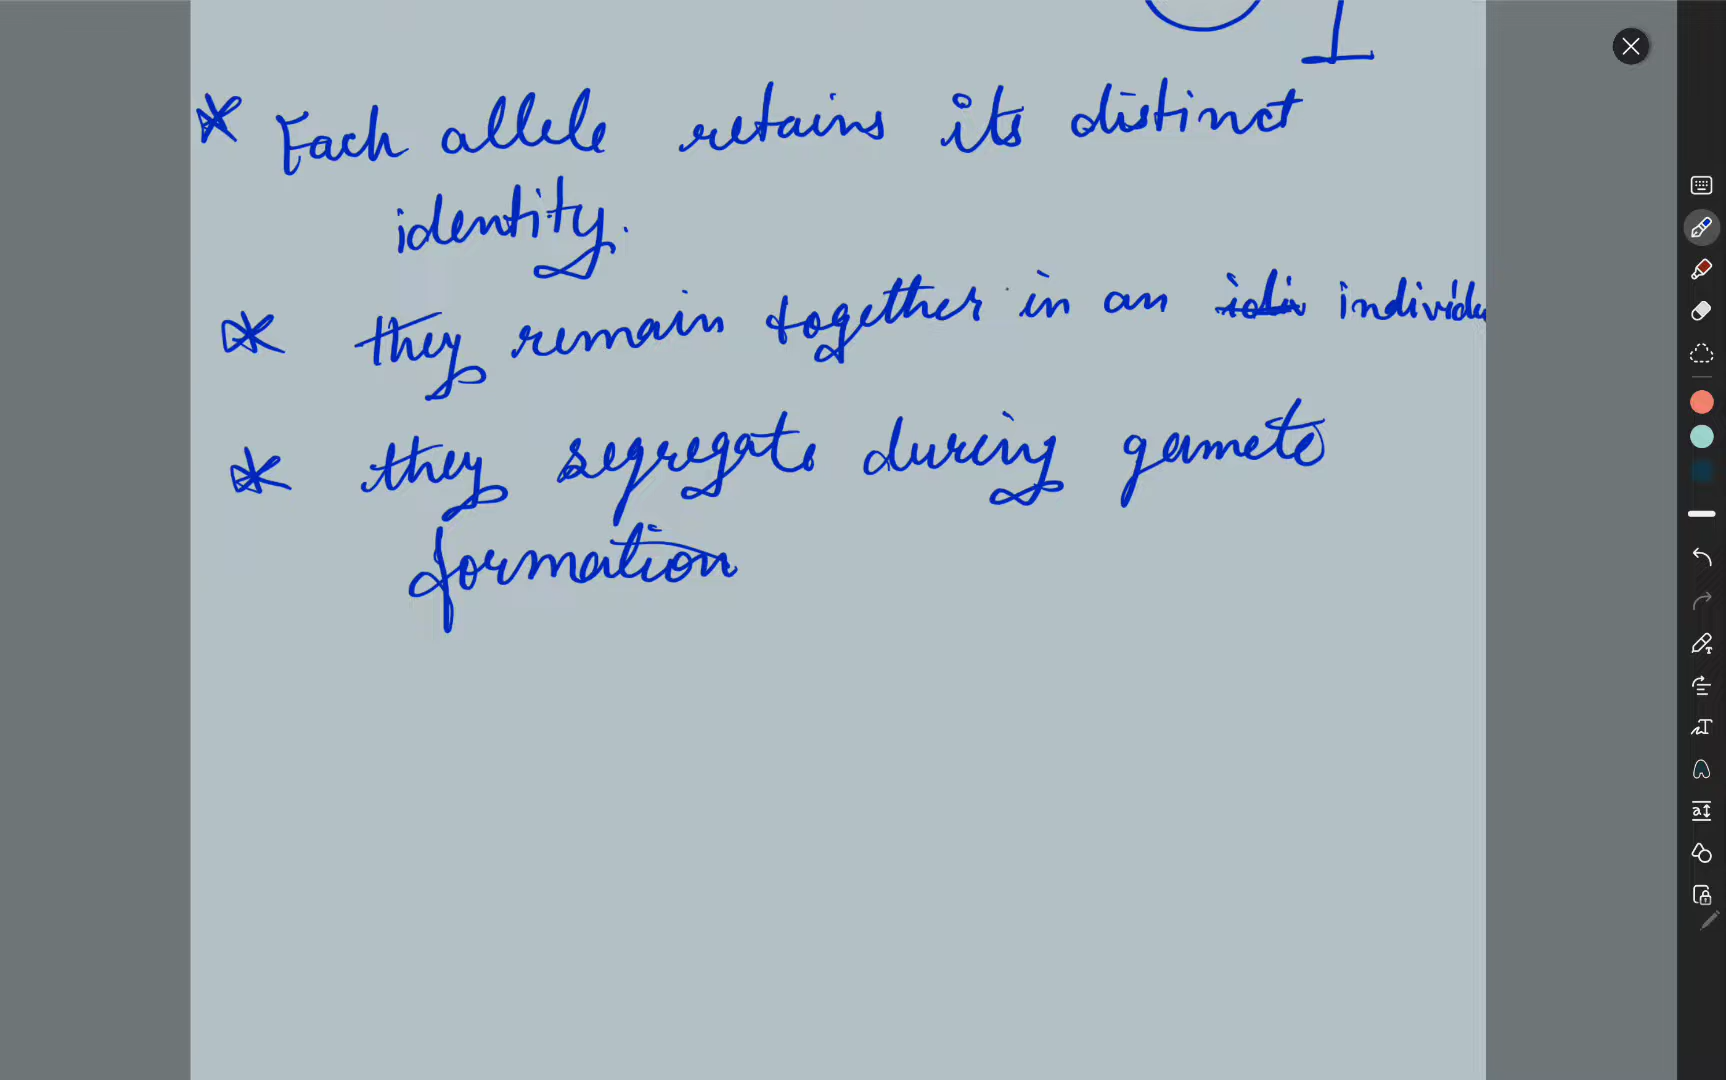 * Each allele retains its distinct
identity.
* they remain together in an individu
* they segregate during gamete
formation